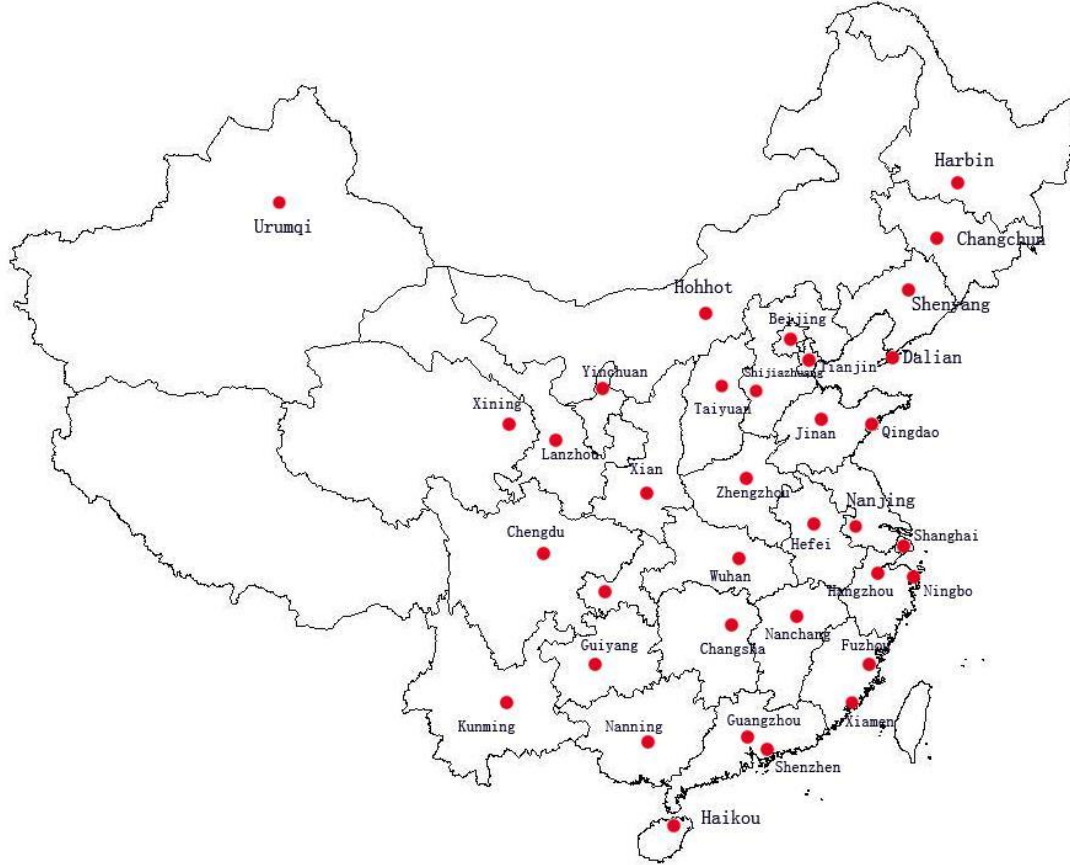 Harbin
Urumqi
Changchun
Hohhot
Shenyang
Beijing
Dalian
Tianjin
Shijiazhuang
Yinchuan
Taiyuan
Xining
Jinan
Qingdao
Lanzhou
Xian
Zhengzhou
Nanjing
Chengdu
Shanghai
Hefei
Wuhan
Hangzhou
Ningbo
Guiyang
Changsha
Nanchang
Fuzhou
Kunming
Nanning
Guangzhou
Xiamen
Shenzhen
Haikou